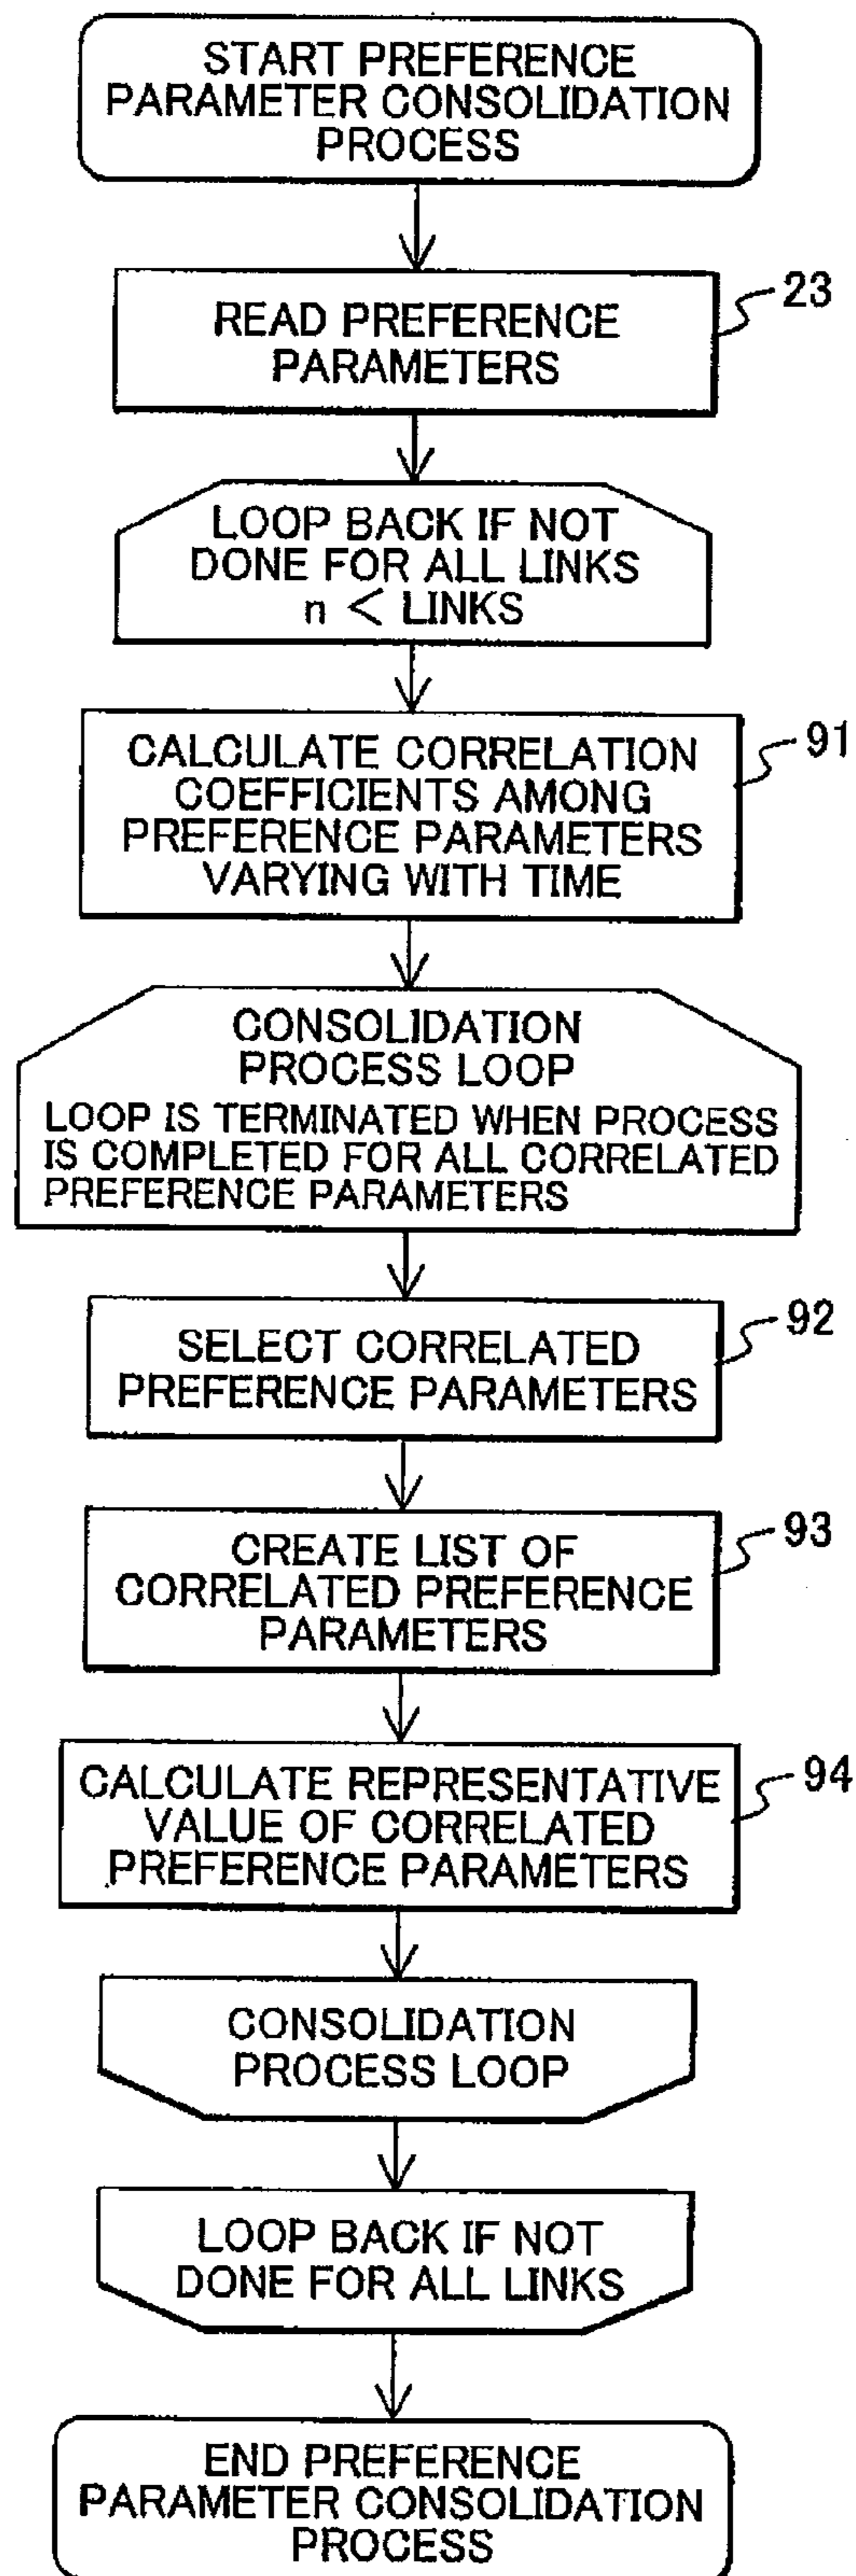 START PREFERENCE
PARAMETER CONSOLIDATION
PROCESS
READ PREFERENCE
PARAMETERS
23
LOOP BACK IF NOT
DONE FOR ALL LINKS
n < LINKS
CALCULATE CORRELATION
COEFFICIENTS AMONG
PREFERENCE PARAMETERS
VARYING WITH TIME
91
CONSOLIDATION
PROCESS LOOP
LOOP IS TERMINATED WHEN PROCESS
IS COMPLETED FOR ALL CORRELATED
PREFERENCE PARAMETERS
SELECT CORRELATED
PREFERENCE PARAMETERS
92
CREATE LIST OF
CORRELATED PREFERENCE
PARAMETERS
93
CALCULATE REPRESENTATIVE
VALUE OF CORRELATED
PREFERENCE PARAMETERS
94
CONSOLIDATION
PROCESS LOOP
LOOP BACK IF NOT
DONE FOR ALL LINKS
END PREFERENCE
PARAMETER CONSOLIDATION
PROCESS